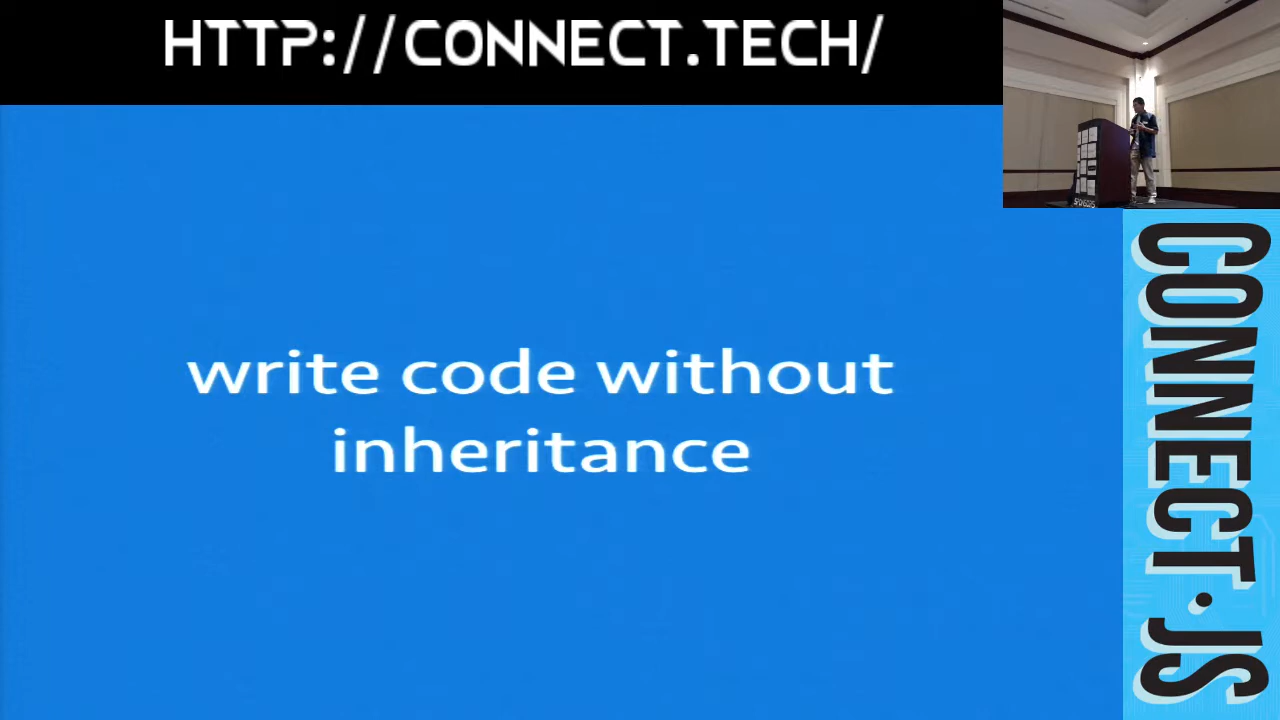 HTTP://CONNECT.TECH/
write code without
inheritance
CONNECT.JS